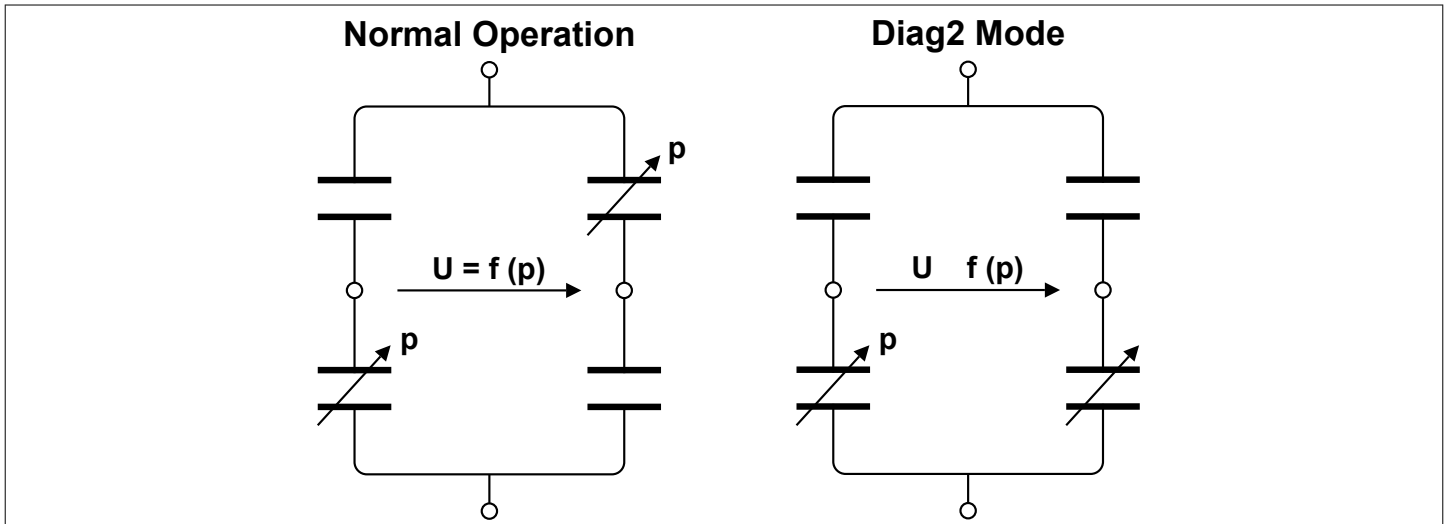 Normal Operation
Diag2 Mode
p
U = f (p)
U f (p)
p
p